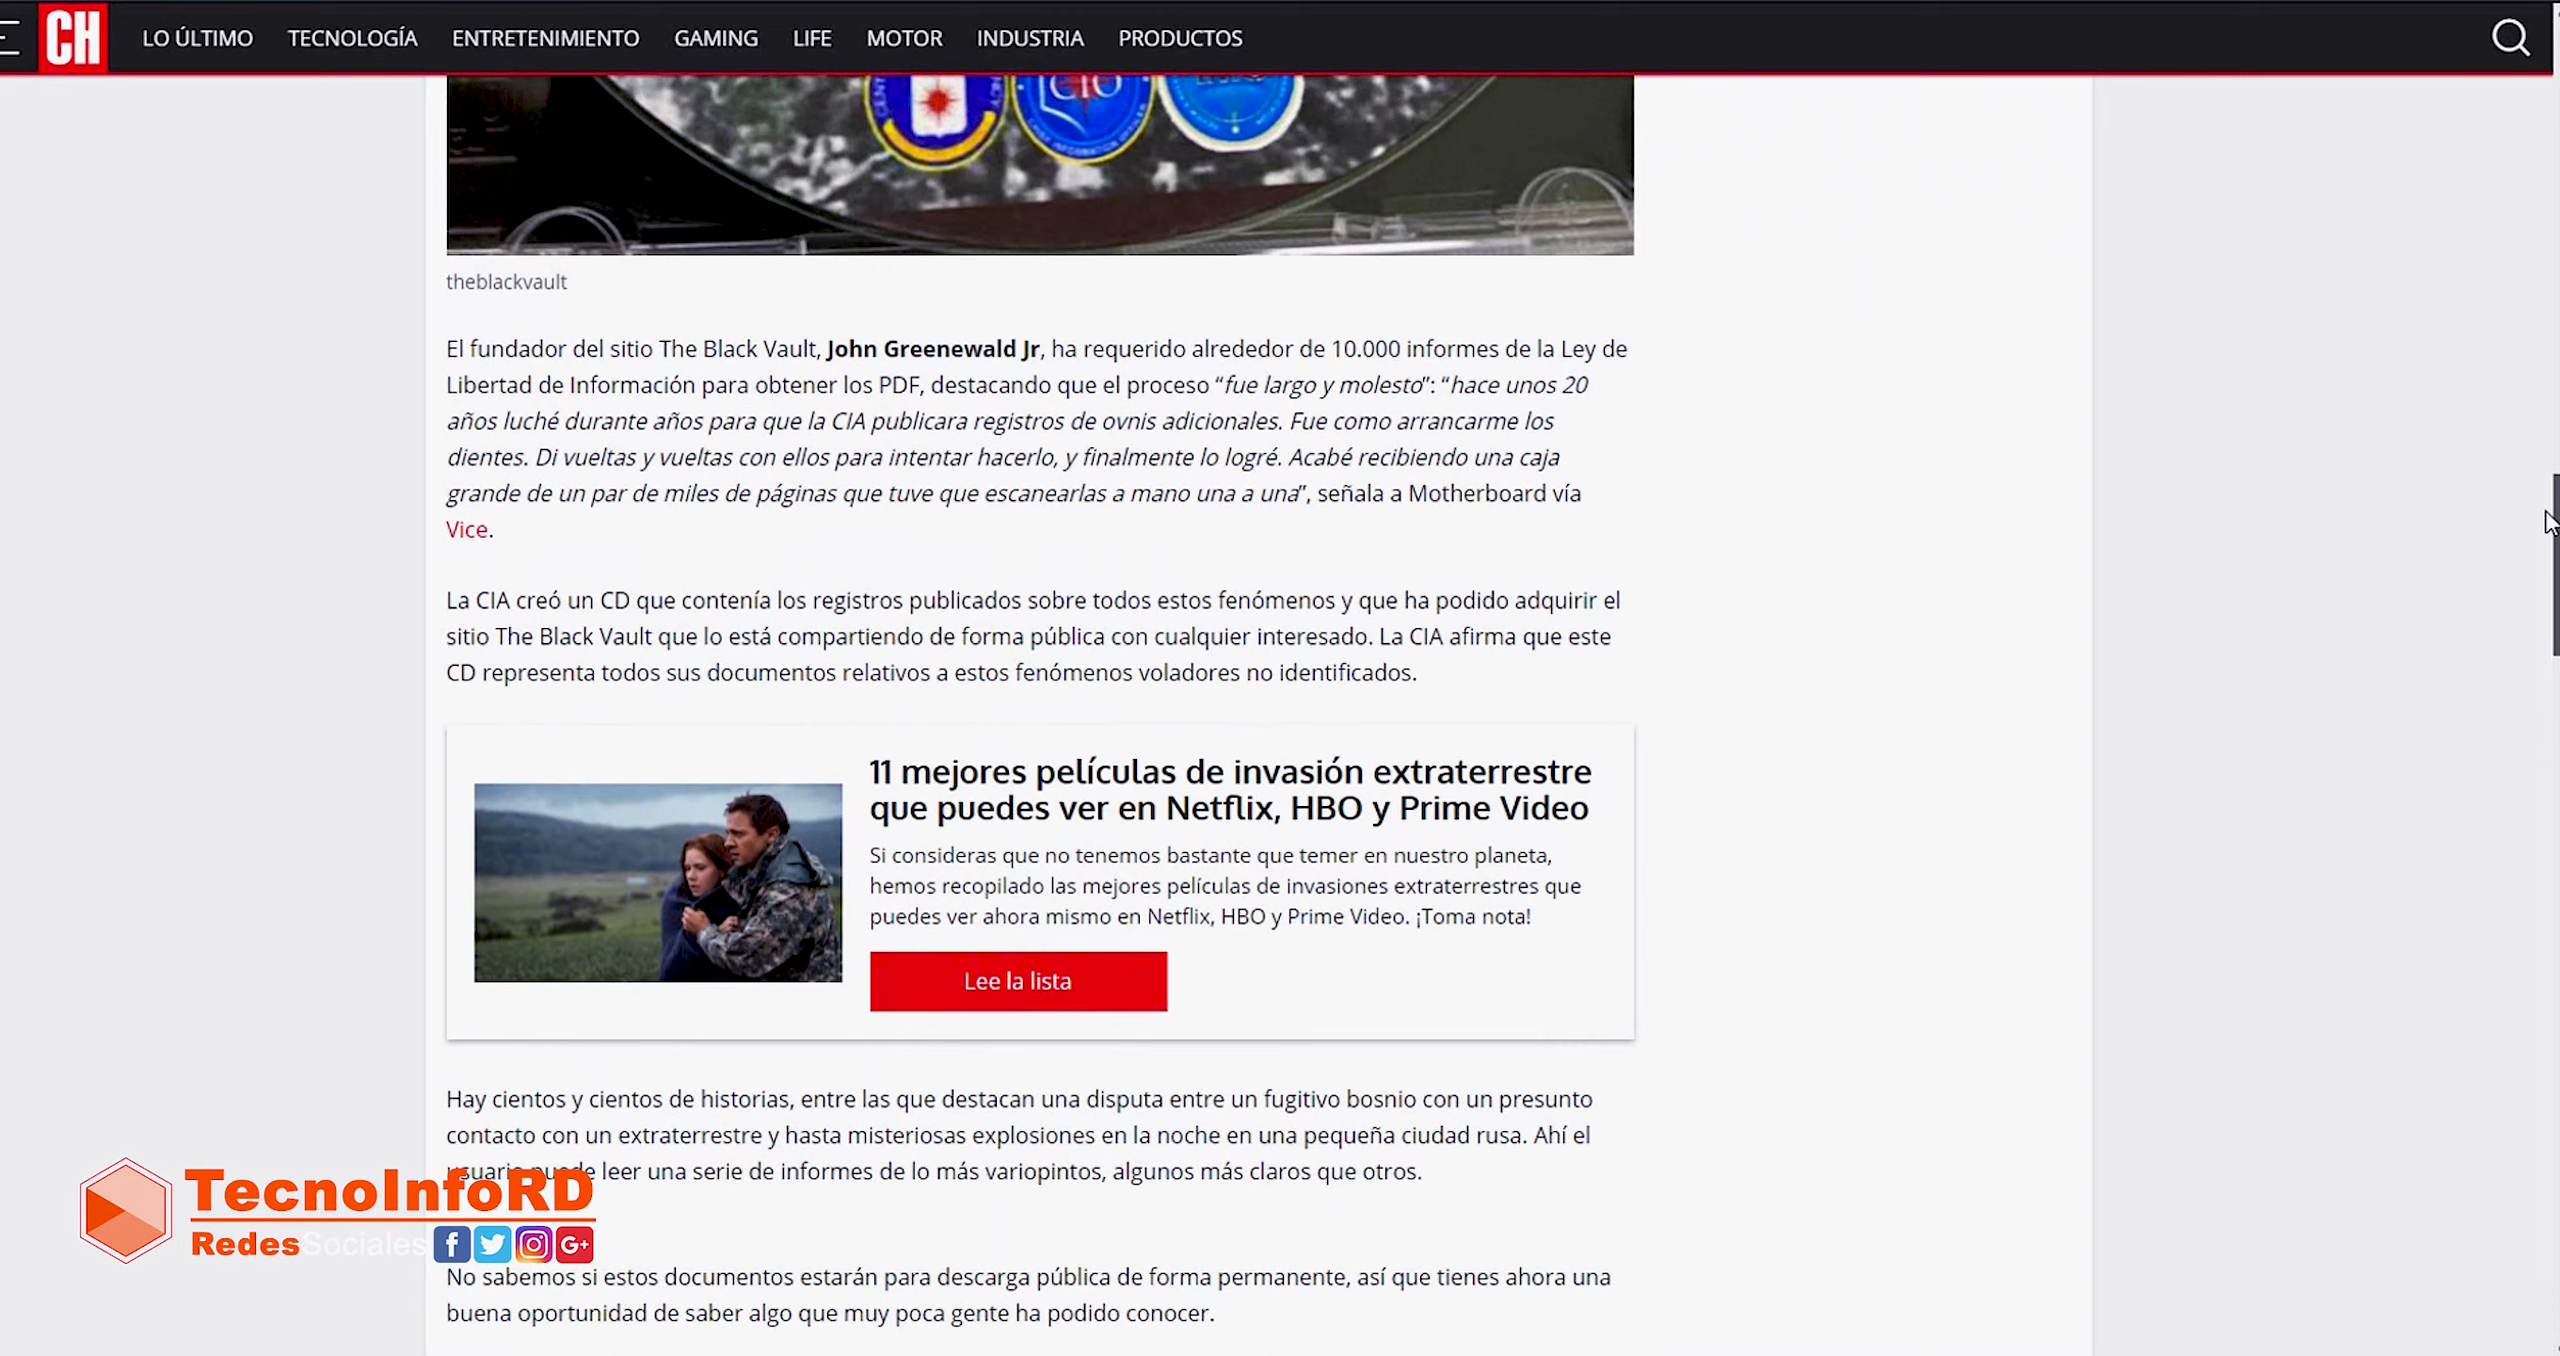 CH LO ÚLTIMO TECNOLOGÍA ENTRETENIMIENTO GAMING LIFE MOTOR INDUSTRIA PRODUCTOS
theblackvault
El fundador del sitio The Black Vault, John Greenewald Jr, ha requerido alrededor de 10.000 informes de la Ley de
Libertad de Información para obtener los PDF, destacando que el proceso “fue largo y molesto”: “hace unos 20
años luché durante años para que la CIA publicara registros de ovnis adicionales. Fue como arrancarme los
dientes. Di vueltas y vueltas con ellos para intentar hacerlo, y finalmente lo logré. Acabé recibiendo una caja
grande de un par de miles de páginas que tuve que escanearlas a mano una a una”, señala a Motherboard vía
Vice.
La CIA creó un CD que contenía los registros publicados sobre todos estos fenómenos y que ha podido adquirir el
sitio The Black Vault que lo está compartiendo de forma pública con cualquier interesado. La CIA afirma que este
CD representa todos sus documentos relativos a estos fenómenos voladores no identificados.
11 mejores películas de invasión extraterrestre
que puedes ver en Netflix, HBO y Prime Video
Si consideras que no tenemos bastante que temer en nuestro planeta,
hemos recopilado las mejores películas de invasiones extraterrestres que
puedes ver ahora mismo en Netflix, HBO y Prime Video. ¡Toma nota!
Lee la lista
Hay cientos y cientos de historias, entre las que destacan una disputa entre un fugitivo bosnio con un presunto
contacto con un extraterrestre y hasta misteriosas explosiones en la noche en una pequeña ciudad rusa. Ahí el
usuario puede leer una serie de informes de lo más variopintos, algunos más claros que otros.
TecnoInfoRD
RedesSociales f G+
No sabemos si estos documentos estarán para descarga pública de forma permanente, así que tienes ahora una
buena oportunidad de saber algo que muy poca gente ha podido conocer.